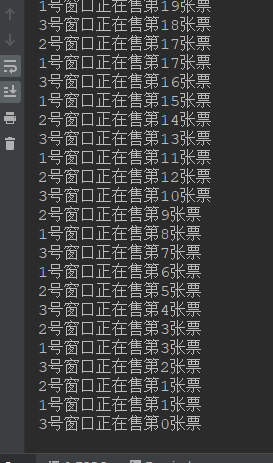 1号窗口正在售第19张票
3号窗口正在售第18张票
2号窗口正在售第17张票
1号窗口正在售第17张票
3号窗口正在售第16张票
1号窗口正在售第15张票
2号窗口正在售第14张票
3号窗口正在售第13张票
1号窗口正在售第11张票
2号窗口正在售第12张票
3号窗口正在售第10张票
2号窗口正在售第9张票
1号窗口正在售第8张票
3号窗口正在售第7张票
1号窗口正在售第6张票
2号窗口正在售第5张票
3号窗口正在售第4张票
2号窗口正在售第3张票
1号窗口正在售第3张票
3号窗口正在售第2张票
2号窗口正在售第1张票
1号窗口正在售第1张票
3号窗口正在售第0张票